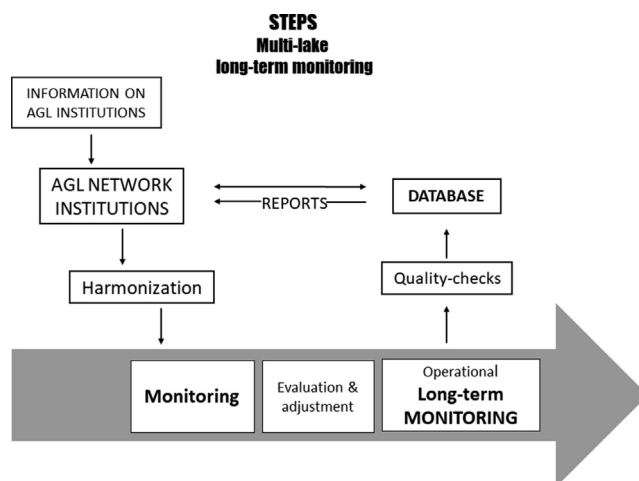 STEPS
Multi-lake
long-term monitoring
INFORMATION ON
AGL INSTITUTIONS
AGL NETWORK
INSTITUTIONS
REPORTS
DATABASE
Harmonization
Quality-checks
Monitoring
Evaluation &
adjustment
Operational
Long-term
MONITORING